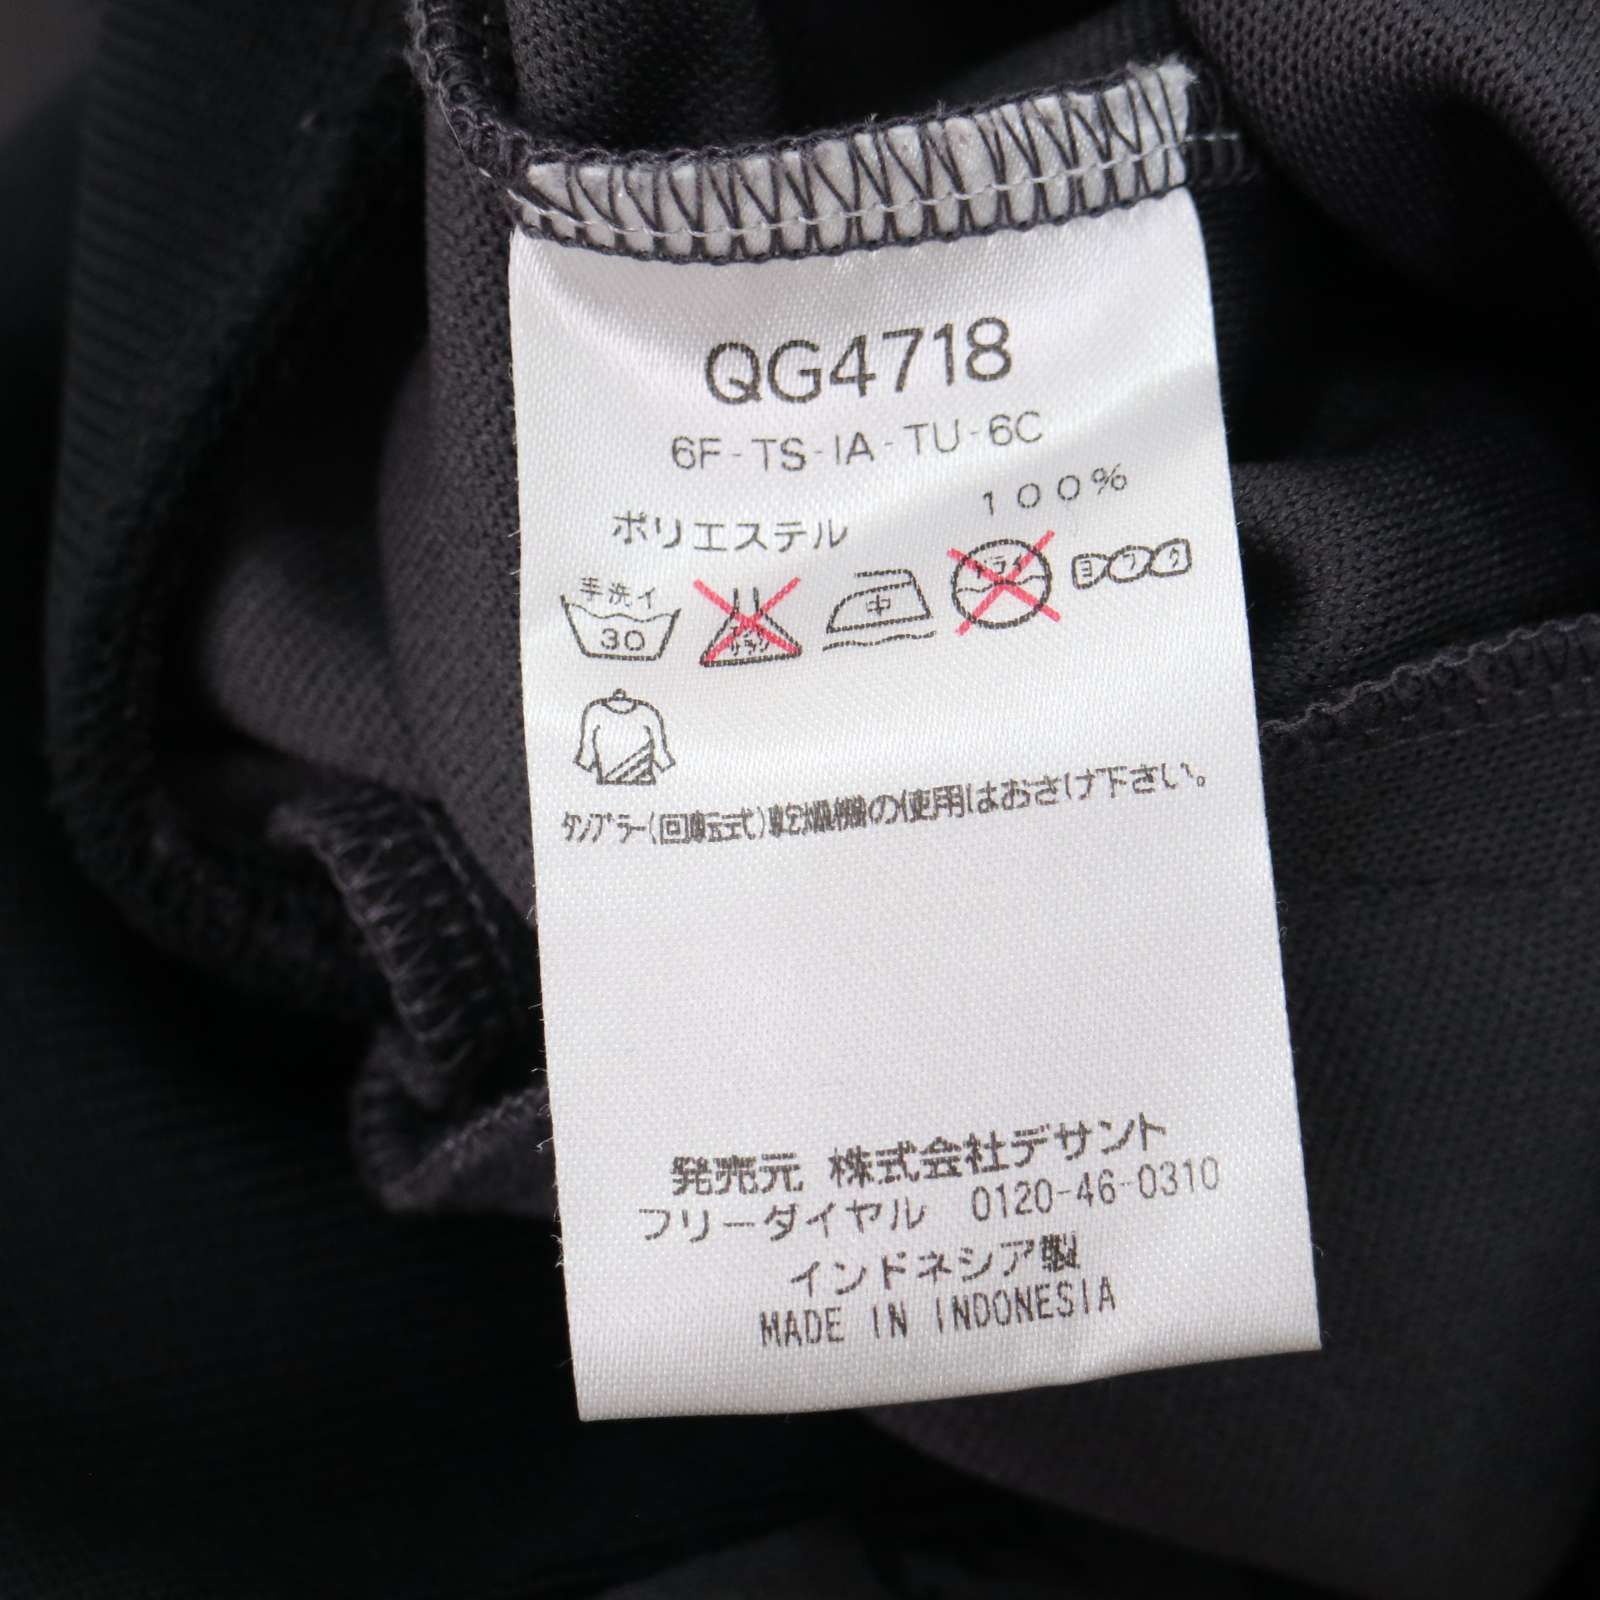 QG4718
6F-TS-IA-TU-6C
ポリエステル 100%
手洗イ 30 中 ドライ ヨワク
タンブラー(回転式)乾燥機の使用はおさけ下さい。
発売元 株式会社デサント
フリーダイヤル 0120-46-0310
インドネシア製
MADE IN INDONESIA